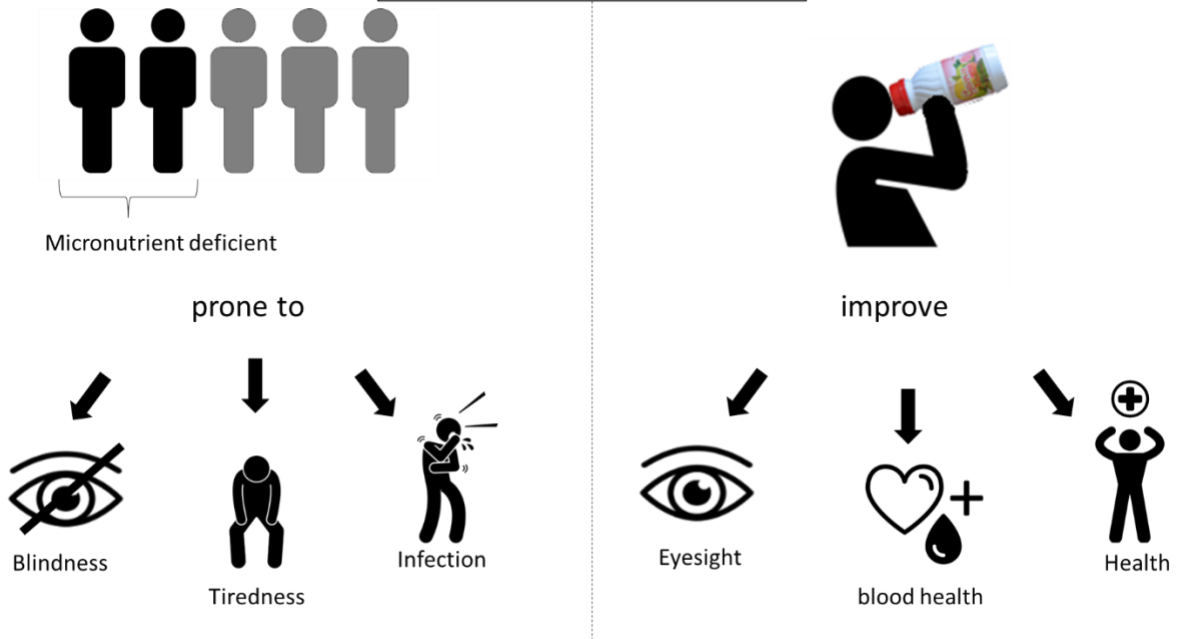 Micronutrient deficient
prone to
Blindness
Tiredness
Infection
improve
Eyesight
blood health
Health